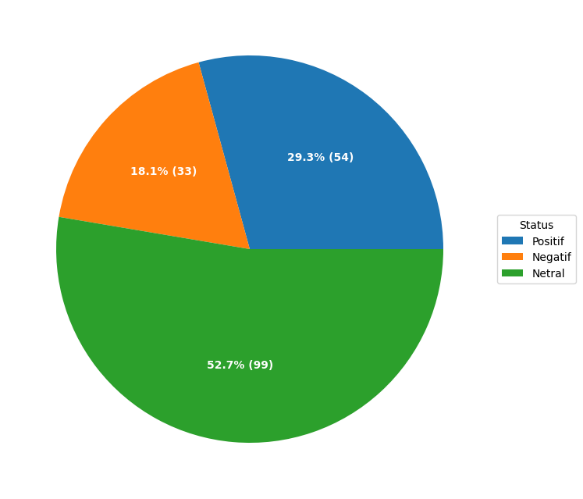 29.3% (54)
18.1% (33)
52.7% (99)
Status
Positif
Negatif
Netral